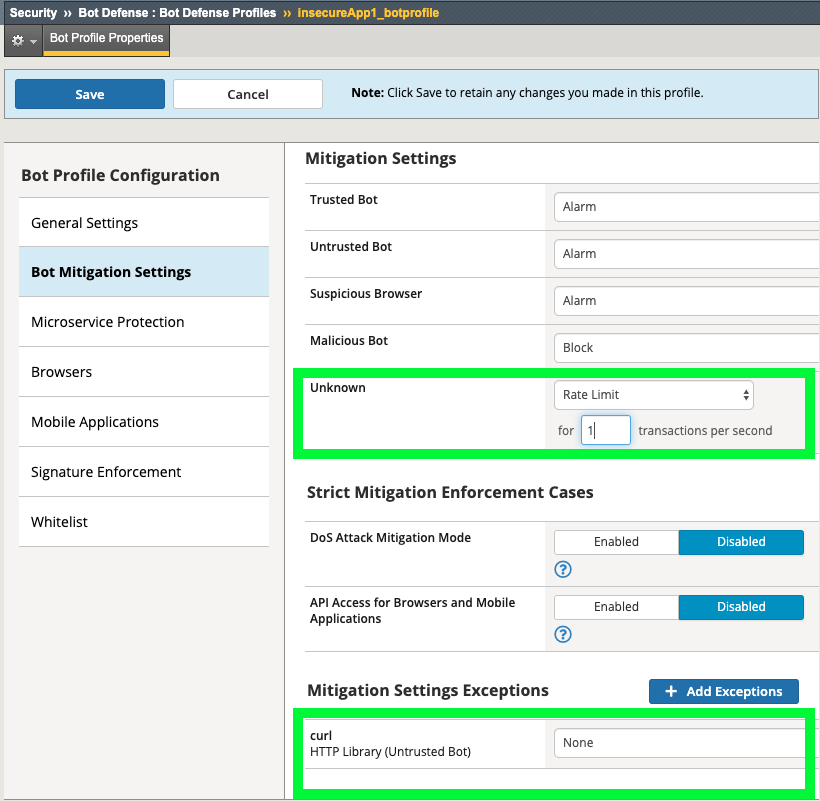 Security ›› Bot Defense : Bot Defense Profiles ›› insecureApp1_botprofile
Bot Profile Properties
Save
Cancel
Note: Click Save to retain any changes you made in this profile.
Bot Profile Configuration
General Settings
Bot Mitigation Settings
Microservice Protection
Browsers
Mobile Applications
Signature Enforcement
Whitelist
Mitigation Settings
Trusted Bot
Alarm
Untrusted Bot
Alarm
Suspicious Browser
Alarm
Malicious Bot
Block
Unknown
Rate Limit
for 1 transactions per second
Strict Mitigation Enforcement Cases
DoS Attack Mitigation Mode
Enabled
Disabled
?
API Access for Browsers and Mobile
Applications
Enabled
Disabled
?
Mitigation Settings Exceptions
+ Add Exceptions
curl
HTTP Library (Untrusted Bot)
None